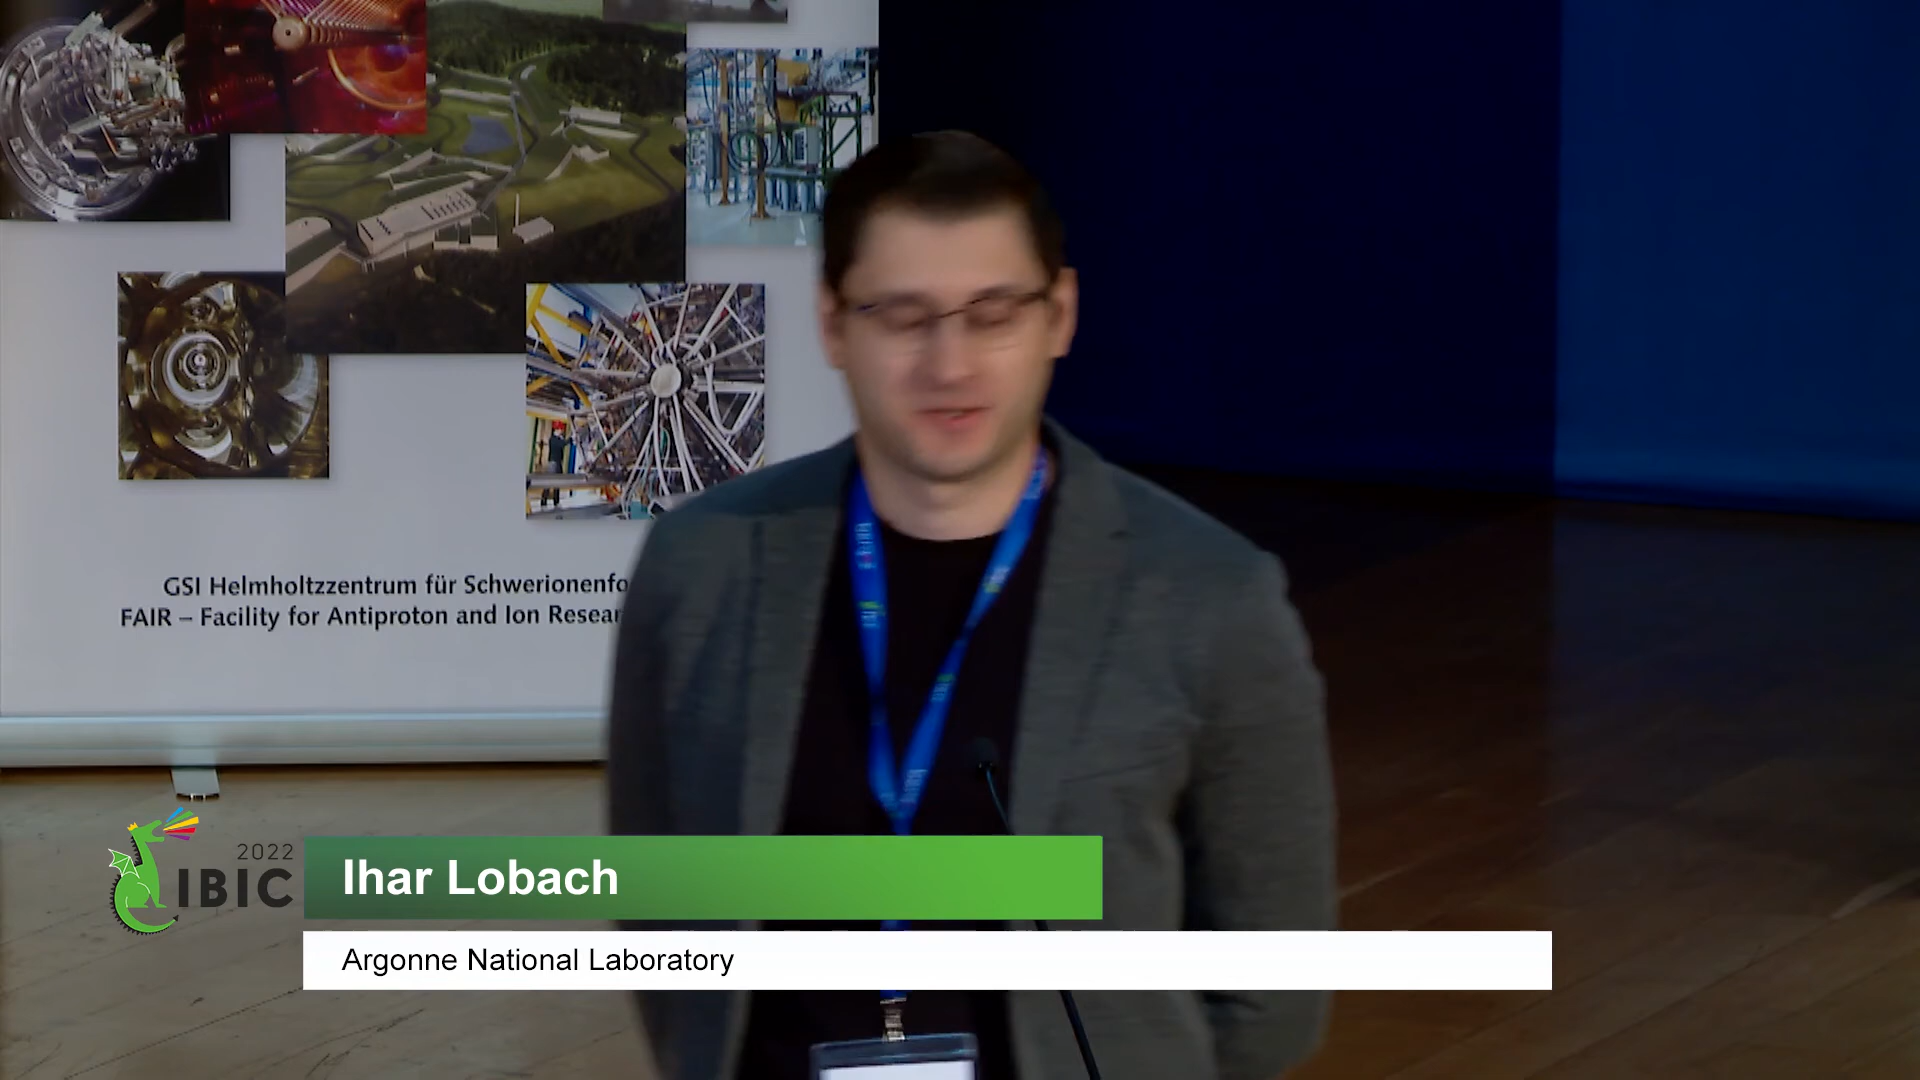 GSI Helmholtzzentrum für Schwerionenfo
FAIR – Facility for Antiproton and Ion Resear
2022
IBIC
Ihar Lobach
Argonne National Laboratory